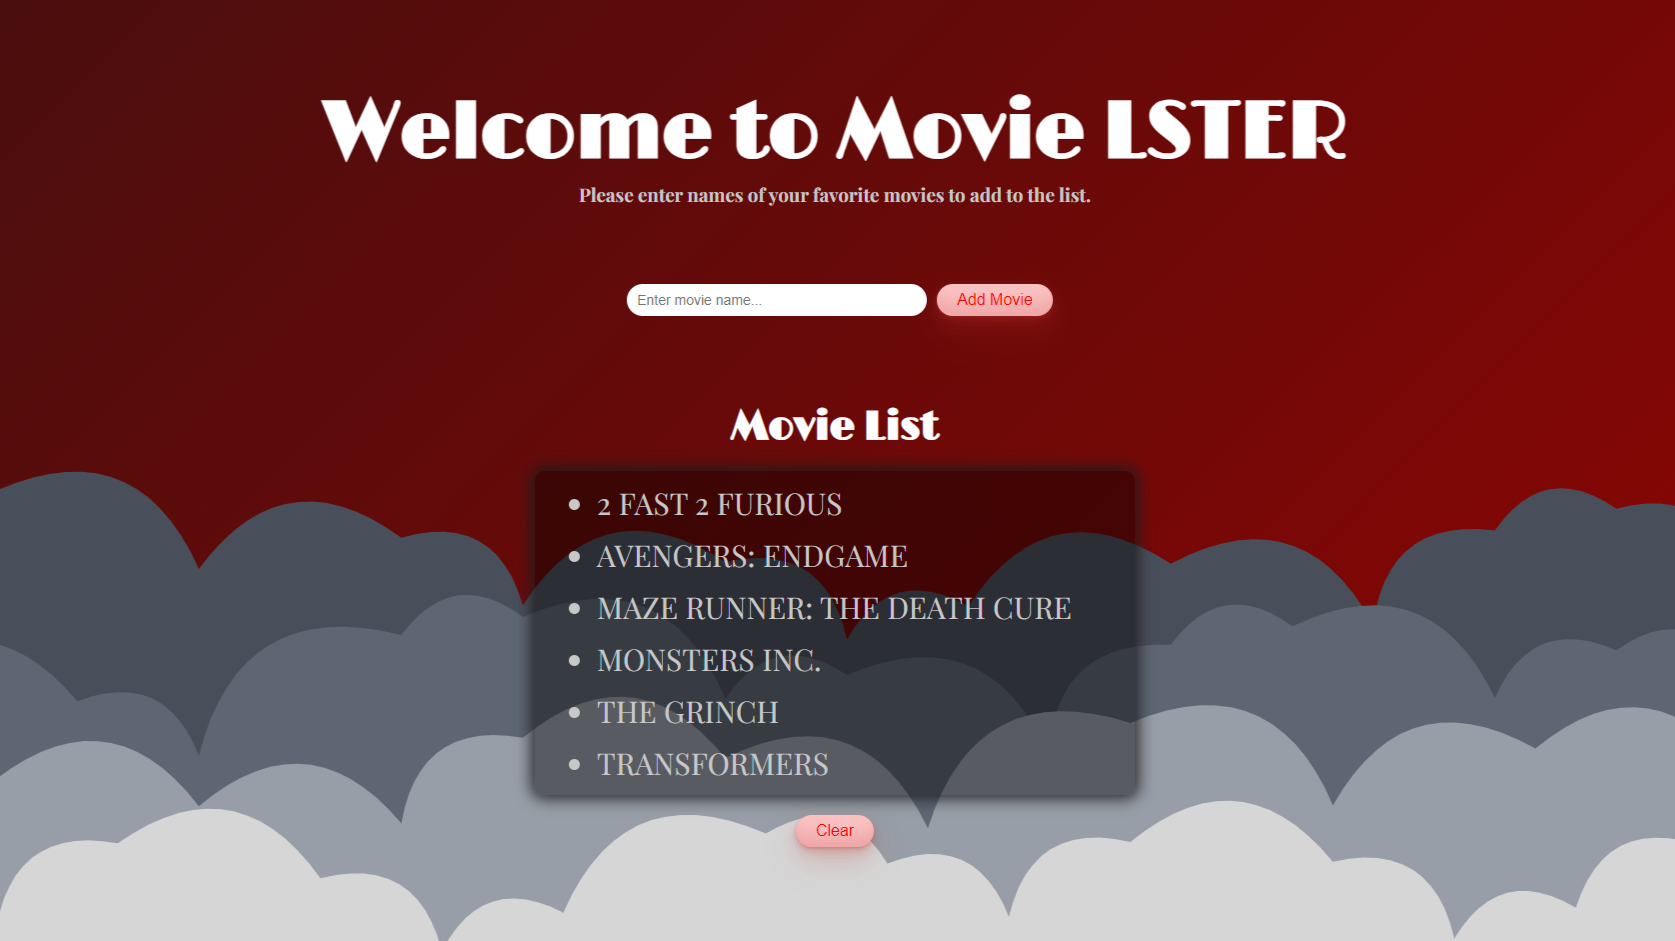 Welcome to Movie LSTER
Please enter names of your favorite movies to add to the list.
Enter movie name...
Add Movie
Movie List
2 FAST 2 FURIOUS
AVENGERS: ENDGAME
MAZE RUNNER: THE DEATH CURE
MONSTERS INC.
THE GRINCH
TRANSFORMERS
Clear